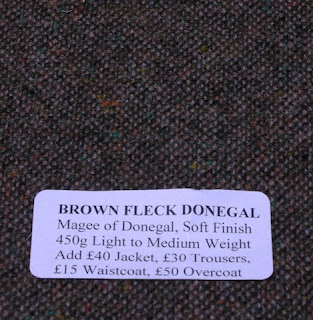 BROWN FLECK DONEGAL
Magee of Donegal, Soft Finish
450g Light to Medium Weight
Add £40 Jacket, £30 Trousers,
£15 Waistcoat, £50 Overcoat